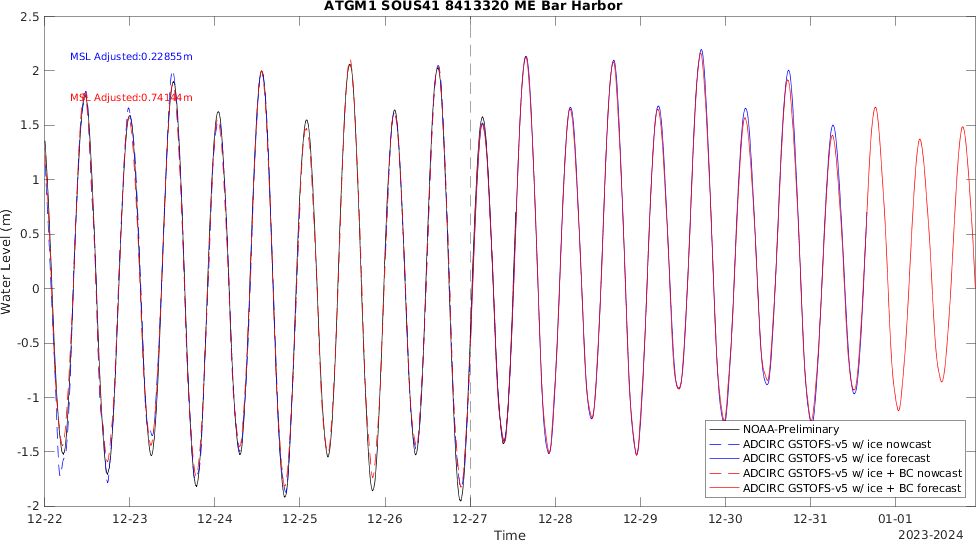 ATGM1 SOUS41 8413320 ME Bar Harbor
MSL Adjusted:0.22855m
MSL Adjusted:0.74144m
Water Level (m)
2.5
2
1.5
1
0.5
0
-0.5
-1
-1.5
-2
NOAA-Preliminary
ADCIRC GSTOFS-v5 w/ ice nowcast
ADCIRC GSTOFS-v5 w/ ice forecast
ADCIRC GSTOFS-v5 w/ ice + BC nowcast
ADCIRC GSTOFS-v5 w/ ice + BC forecast
12-22 12-23 12-24 12-25 12-26 12-27 12-28 12-29 12-30 12-31 01-01
Time
2023-2024